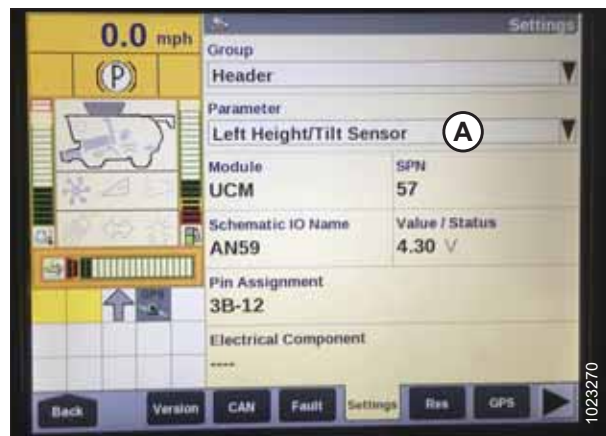 0.0 mph
Settings
(P)
Group
Header
Parameter
Left Height/Tilt Sensor
A
Module
SPN
UCM
57
Schematic IO Name
Value / Status
AN59
4.30 V
Pin Assignment
3B-12
Electrical Component
----
Back
Version
CAN
Fault
Settings
Res
GPS
1023270